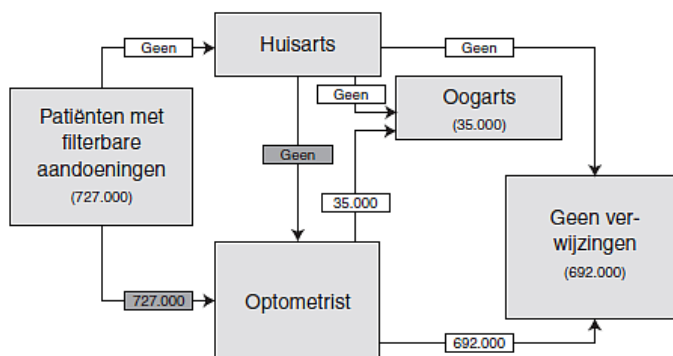 Geen
Huisarts
Geen
Geen
Oogarts
(35.000)
Patiënten met
filterbare
aandoeningen
(727.000)
Geen
35.000
Geen ver-
wijzingen
(692.000)
727.000
Optometrist
692.000